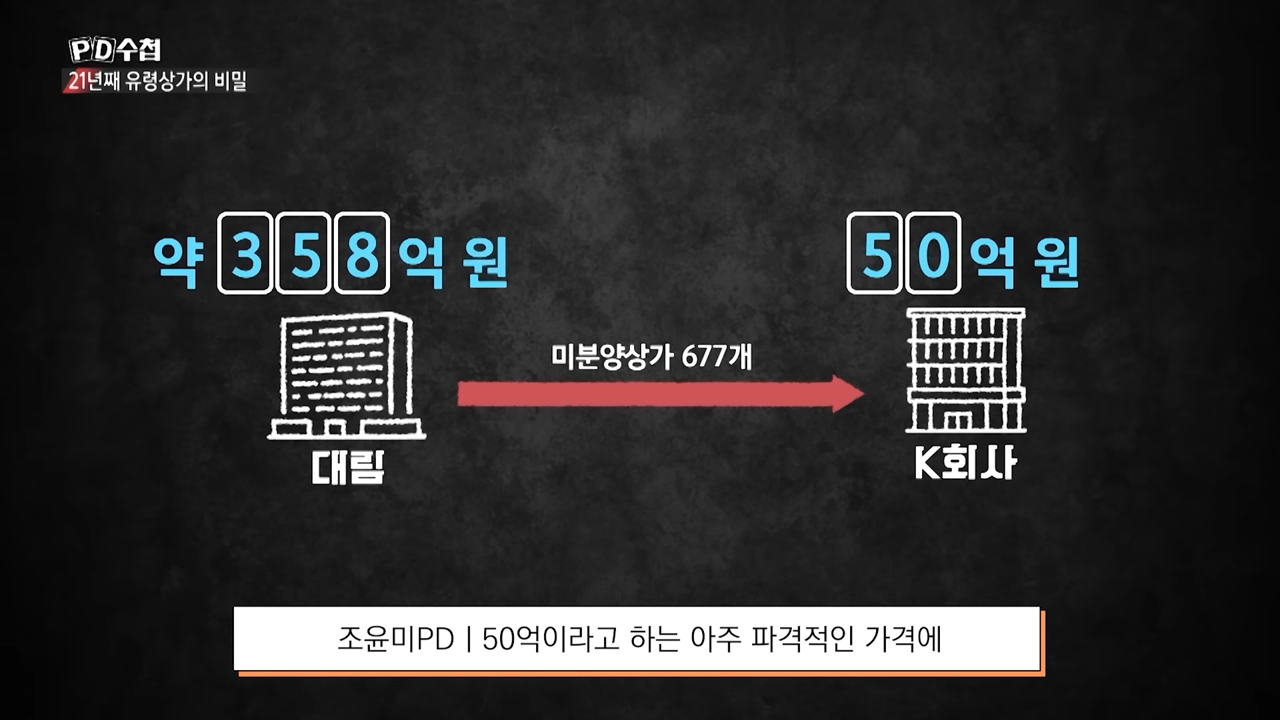 PD수첩
21년째 유령상가의 비밀
약 358억 원
50억 원
미분양상가 677개
대림
K회사
조윤미PD | 50억이라고 하는 아주 파격적인 가격에